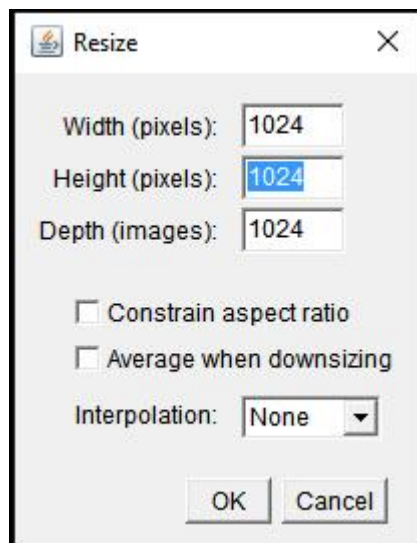 Resize
Width (pixels): 1024
Height (pixels): 1024
Depth (images): 1024
Constrain aspect ratio
Average when downsizing
Interpolation: None
OK Cancel